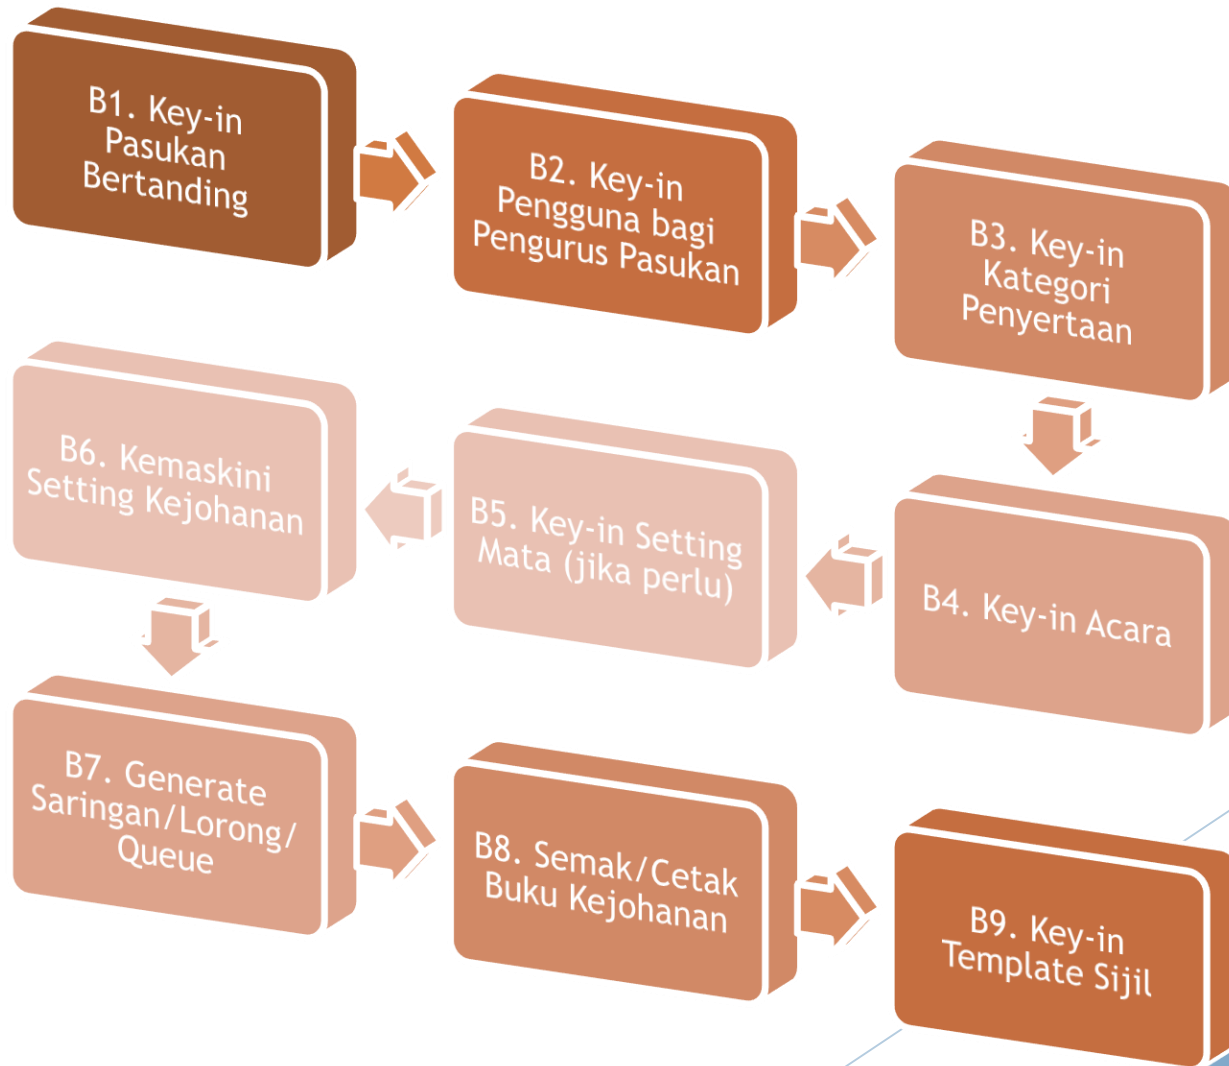 B1. Key-in
Pasukan
Bertanding
B2. Key-in
Pengguna bagi
Pengurus Pasukan
B3. Key-in
Kategori
Penyertaan
B4. Key-in Acara
B5. Key-in Setting
Mata (jika perlu)
B6. Kemaskini
Setting Kejohanan
B7. Generate
Saringan/Lorong/
Queue
B8. Semak/Cetak
Buku Kejohanan
B9. Key-in
Template Sijil